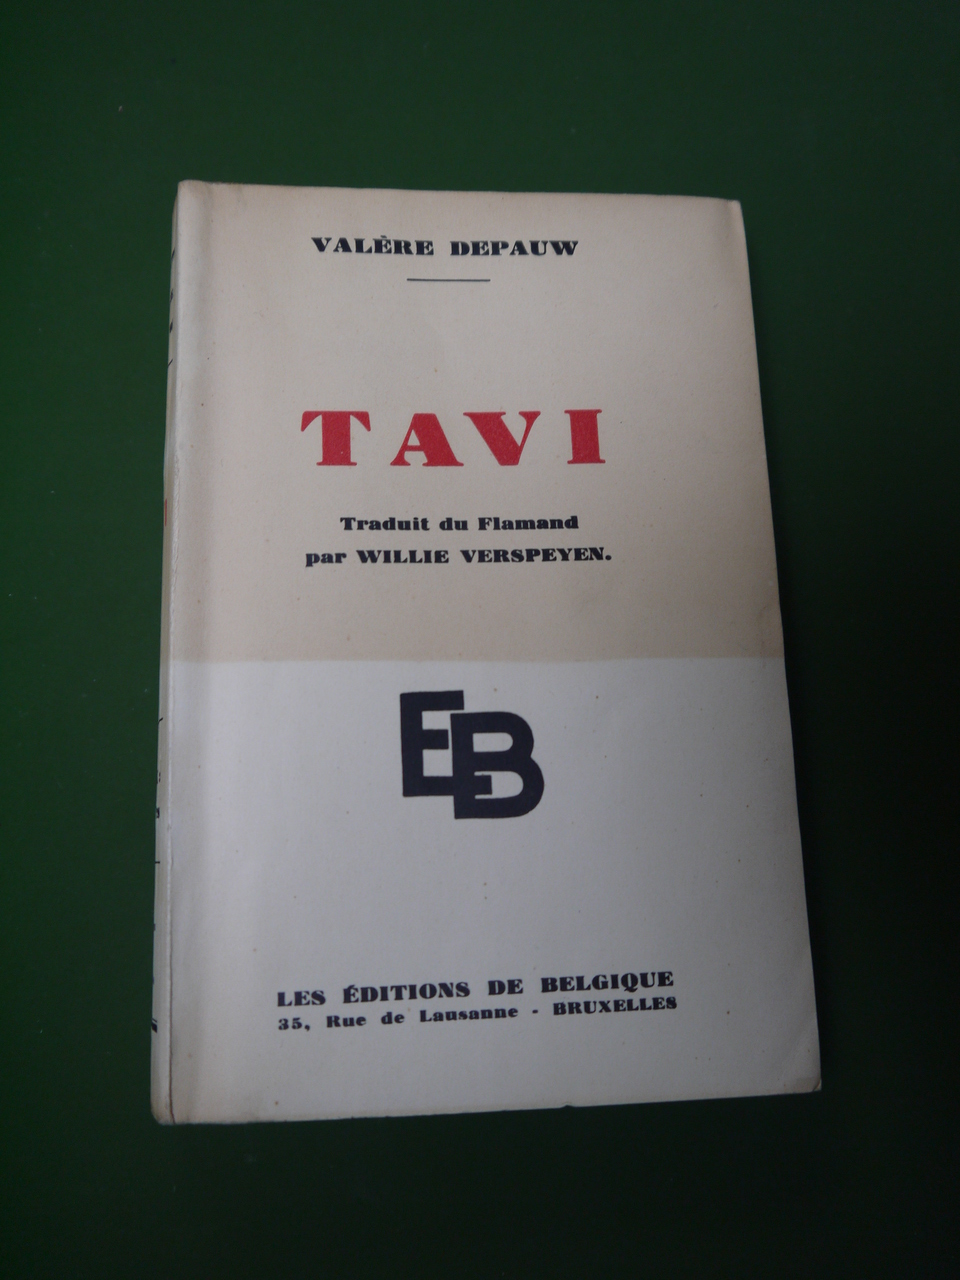 VALÈRE DEPAUW
TAVI
Traduit du Flamand
par WILLIE VERSPEYEN.
EB
LES ÉDITIONS DE BELGIQUE
35, Rue de Lausanne - BRUXELLES